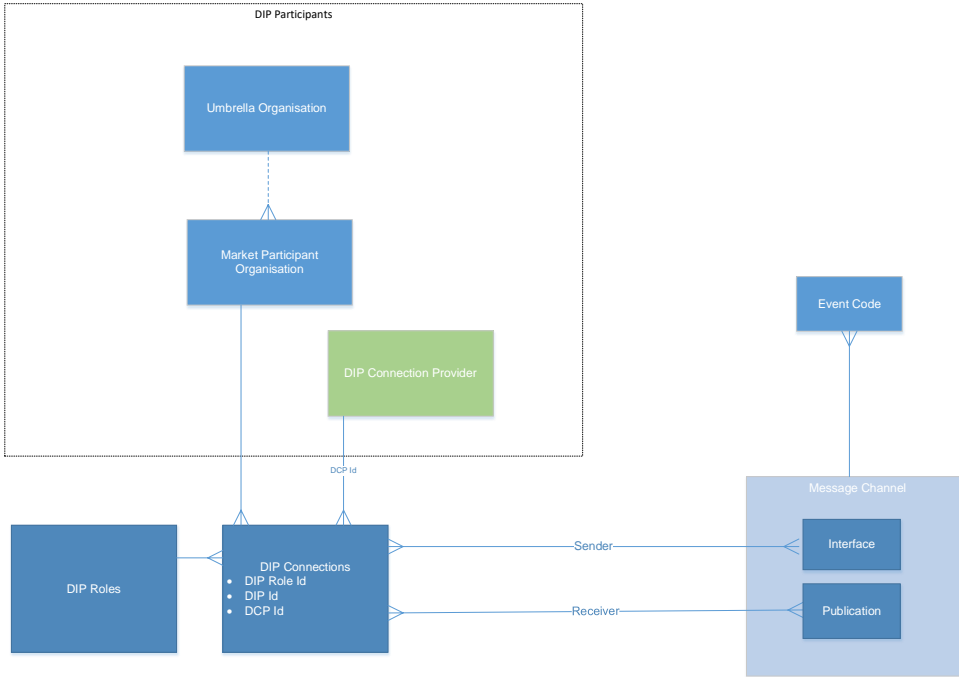 DIP Participants
Umbrella Organisation
Market Participant
Organisation
Event Code
DIP Connection Provider
DCP Id
Message Channel
DIP Roles
DIP Connections
• DIP Role Id
• DIP Id
• DCP Id
Sender
Interface
Receiver
Publication